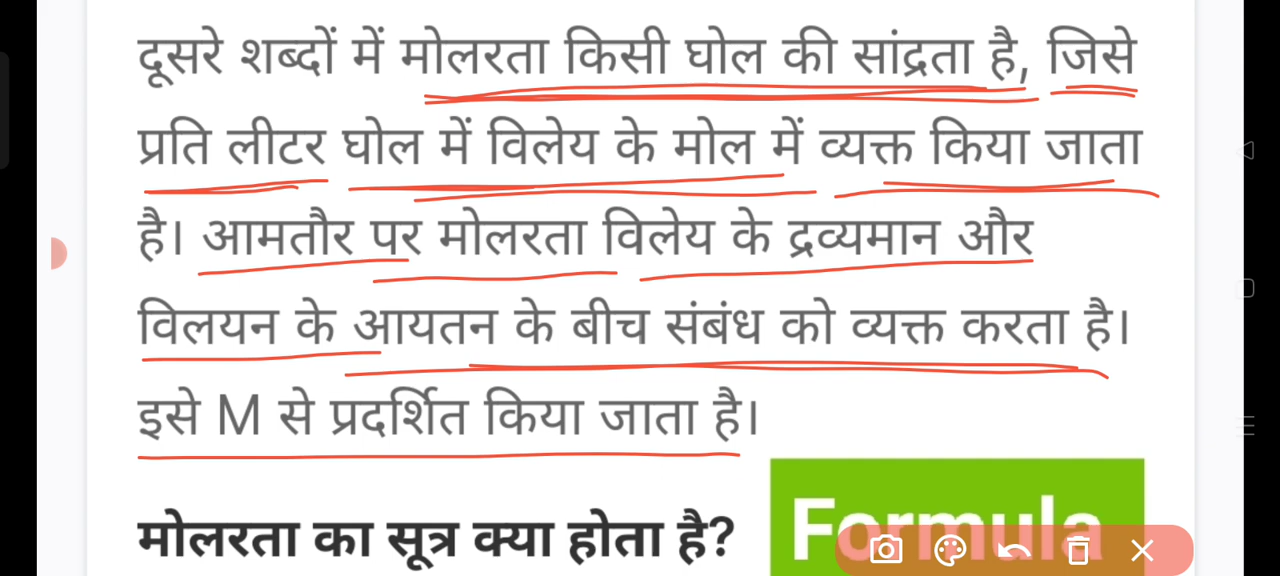 दूसरे शब्दों में मोलरता किसी घोल की सांद्रता है, जिसे
प्रति लीटर घोल में विलेय के मोल में व्यक्त किया जाता
है। आमतौर पर मोलरता विलेय के द्रव्यमान और
विलयन के आयतन के बीच संबंध को व्यक्त करता है।
इसे M से प्रदर्शित किया जाता है।
मोलरता का सूत्र क्या होता है?
Formula